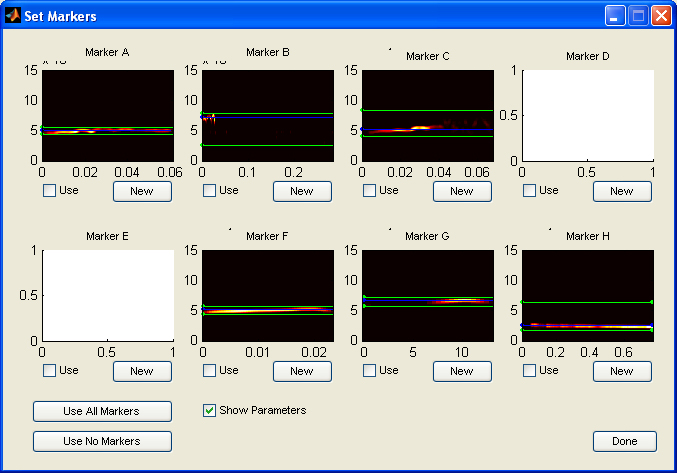 Set Markers
Marker A
Marker B
Marker C
Marker D
15
10
5
0
0 0.02 0.04 0.06
15
10
5
0
0 0.1 0.2
15
10
5
0
0 0.02 0.04 0.06
1
0.5
0
0 0.5 1
Use New
Use New
Use New
Use New
Marker E
Marker F
Marker G
Marker H
1
0.5
0
0 0.5 1
15
10
5
0
0 0.01 0.02
15
10
5
0
0 5 10
15
10
5
0
0 0.2 0.4 0.6
Use New
Use New
Use New
Use New
Use All Markers
Show Parameters
Use No Markers
Done